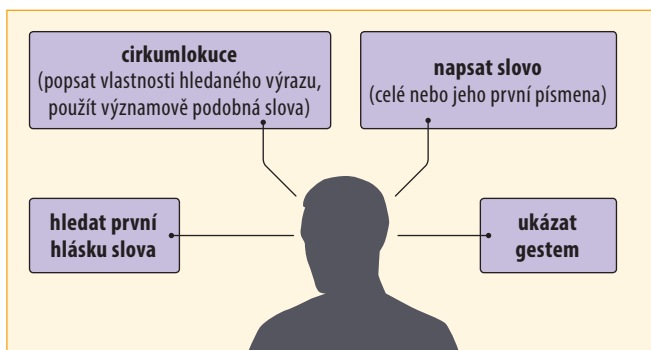 cirkumlokuce
(popsat vlastnosti hledaného výrazu,
použít významově podobná slova)
napsat slovo
(celé nebo jeho první písmena)
hledat první
hlásku slova
ukázat
gestem